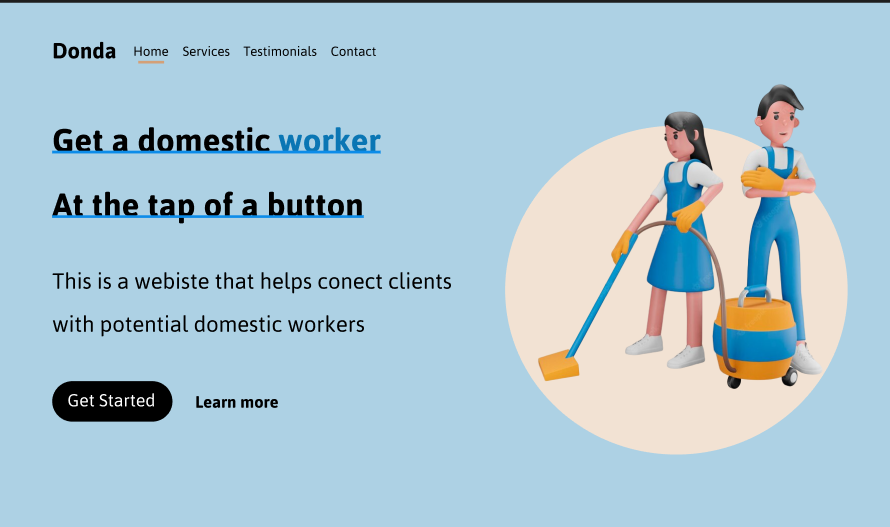 Donda Home Services Testimonials Contact
Get a domestic worker
At the tap of a button
This is a webiste that helps conect clients
with potential domestic workers
Get Started Learn more